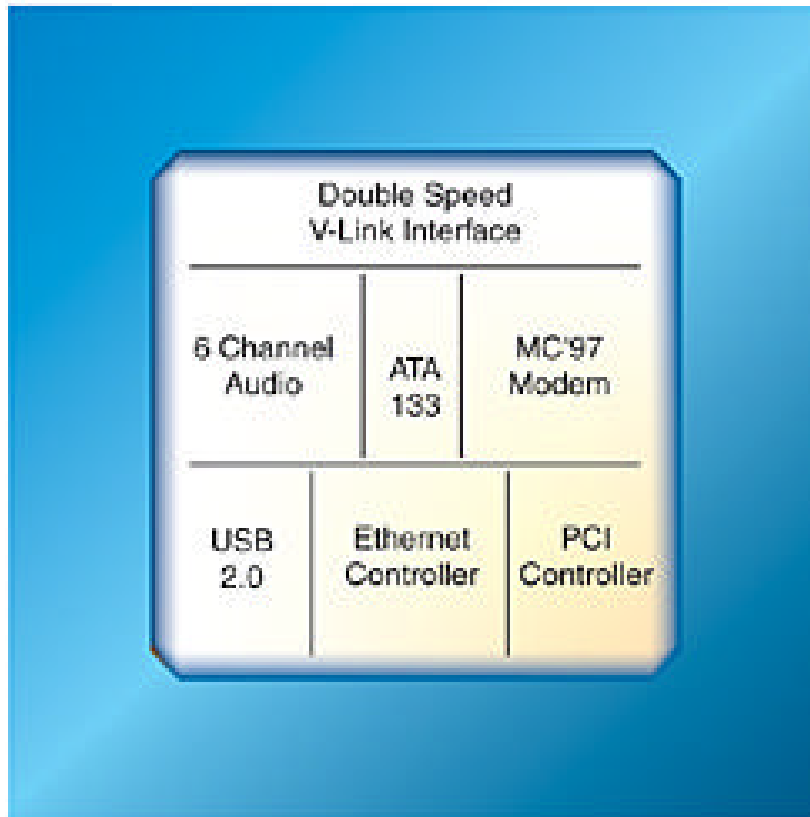 Double Speed
V-Link Interface
6 Channel
Audio
ATA
133
MC'97
Modem
USB
2.0
Ethernet
Controller
PCI
Controller